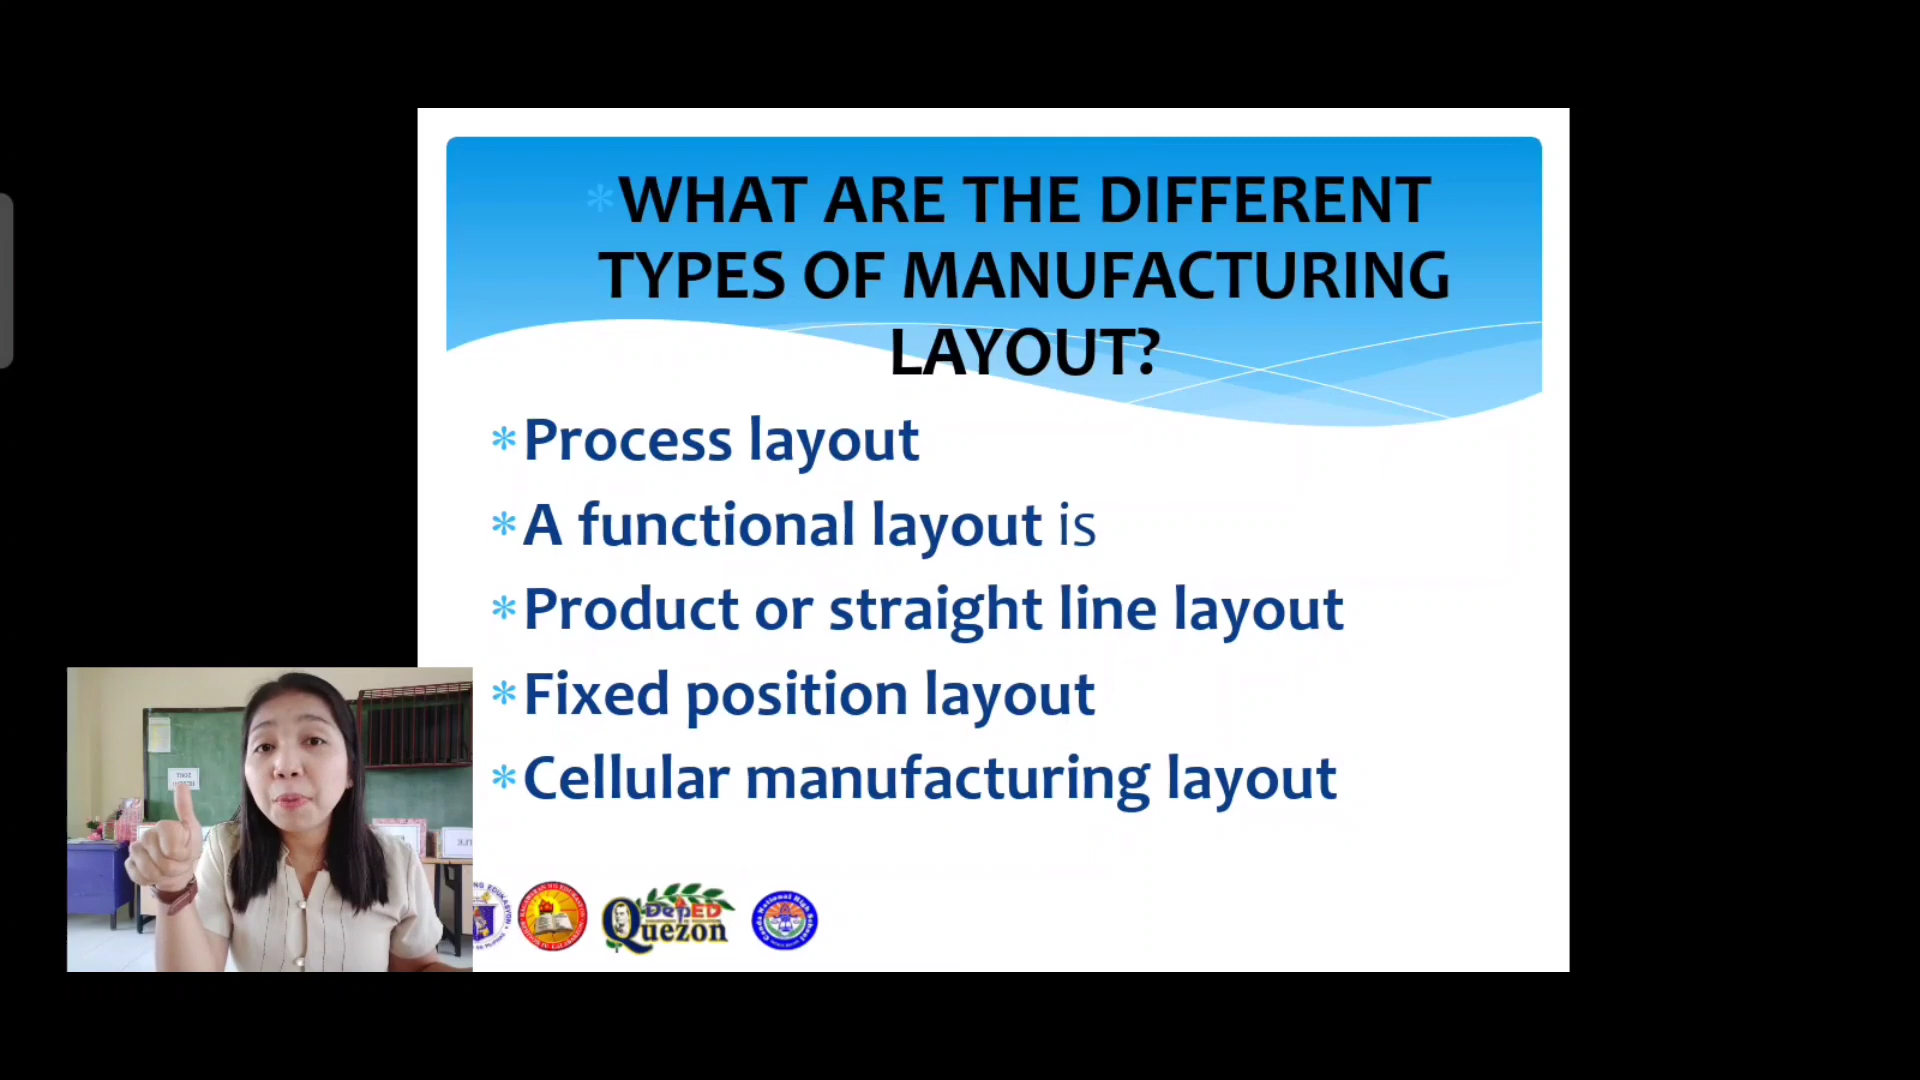 *WHAT ARE THE DIFFERENT
TYPES OF MANUFACTURING
LAYOUT?
*Process layout
*A functional layout is
*Product or straight line layout
*Fixed position layout
*Cellular manufacturing layout
DepED
Quezon